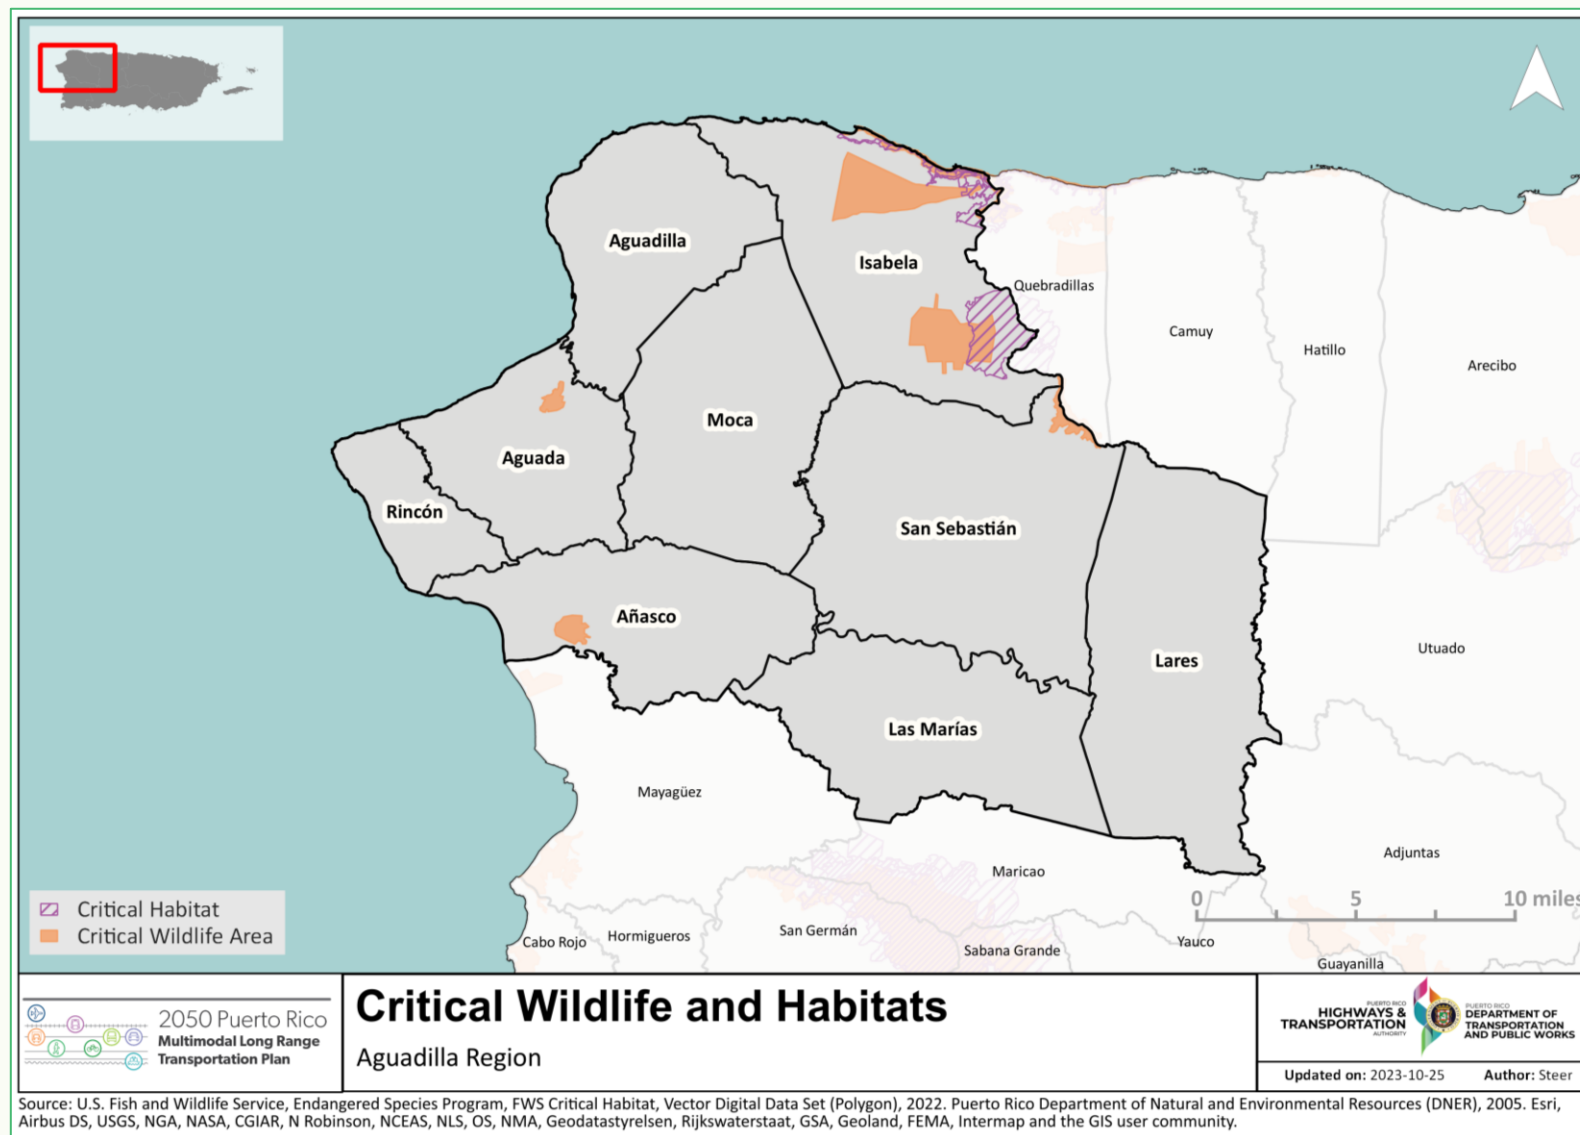 Aguadilla
Isabela
Quebradillas
Camuy
Hatillo
Arecibo
Moca
Aguada
Rincón
San Sebastián
Añasco
Lares
Utuado
Las Marías
Mayagüez
Adjuntas
Maricao
0 5 10 miles
Critical Habitat
Critical Wildlife Area
Cabo Rojo
Hormigueros
San Germán
Sabana Grande
Yauco
Guayanilla
2050 Puerto Rico
Multimodal Long Range
Transportation Plan
Critical Wildlife and Habitats
Aguadilla Region
PUERTO RICO
HIGHWAYS &
TRANSPORTATION
AUTHORITY
PUERTO RICO
DEPARTMENT OF
TRANSPORTATION
AND PUBLIC WORKS
Updated on: 2023-10-25 Author: Steer
Source: U.S. Fish and Wildlife Service, Endangered Species Program, FWS Critical Habitat, Vector Digital Data Set (Polygon), 2022. Puerto Rico Department of Natural and Environmental Resources (DNER), 2005. Esri,
Airbus DS, USGS, NGA, NASA, CGIAR, N Robinson, NCEAS, NLS, OS, NMA, Geodatastyrelsen, Rijkswaterstaat, GSA, Geoland, FEMA, Intermap and the GIS user community.